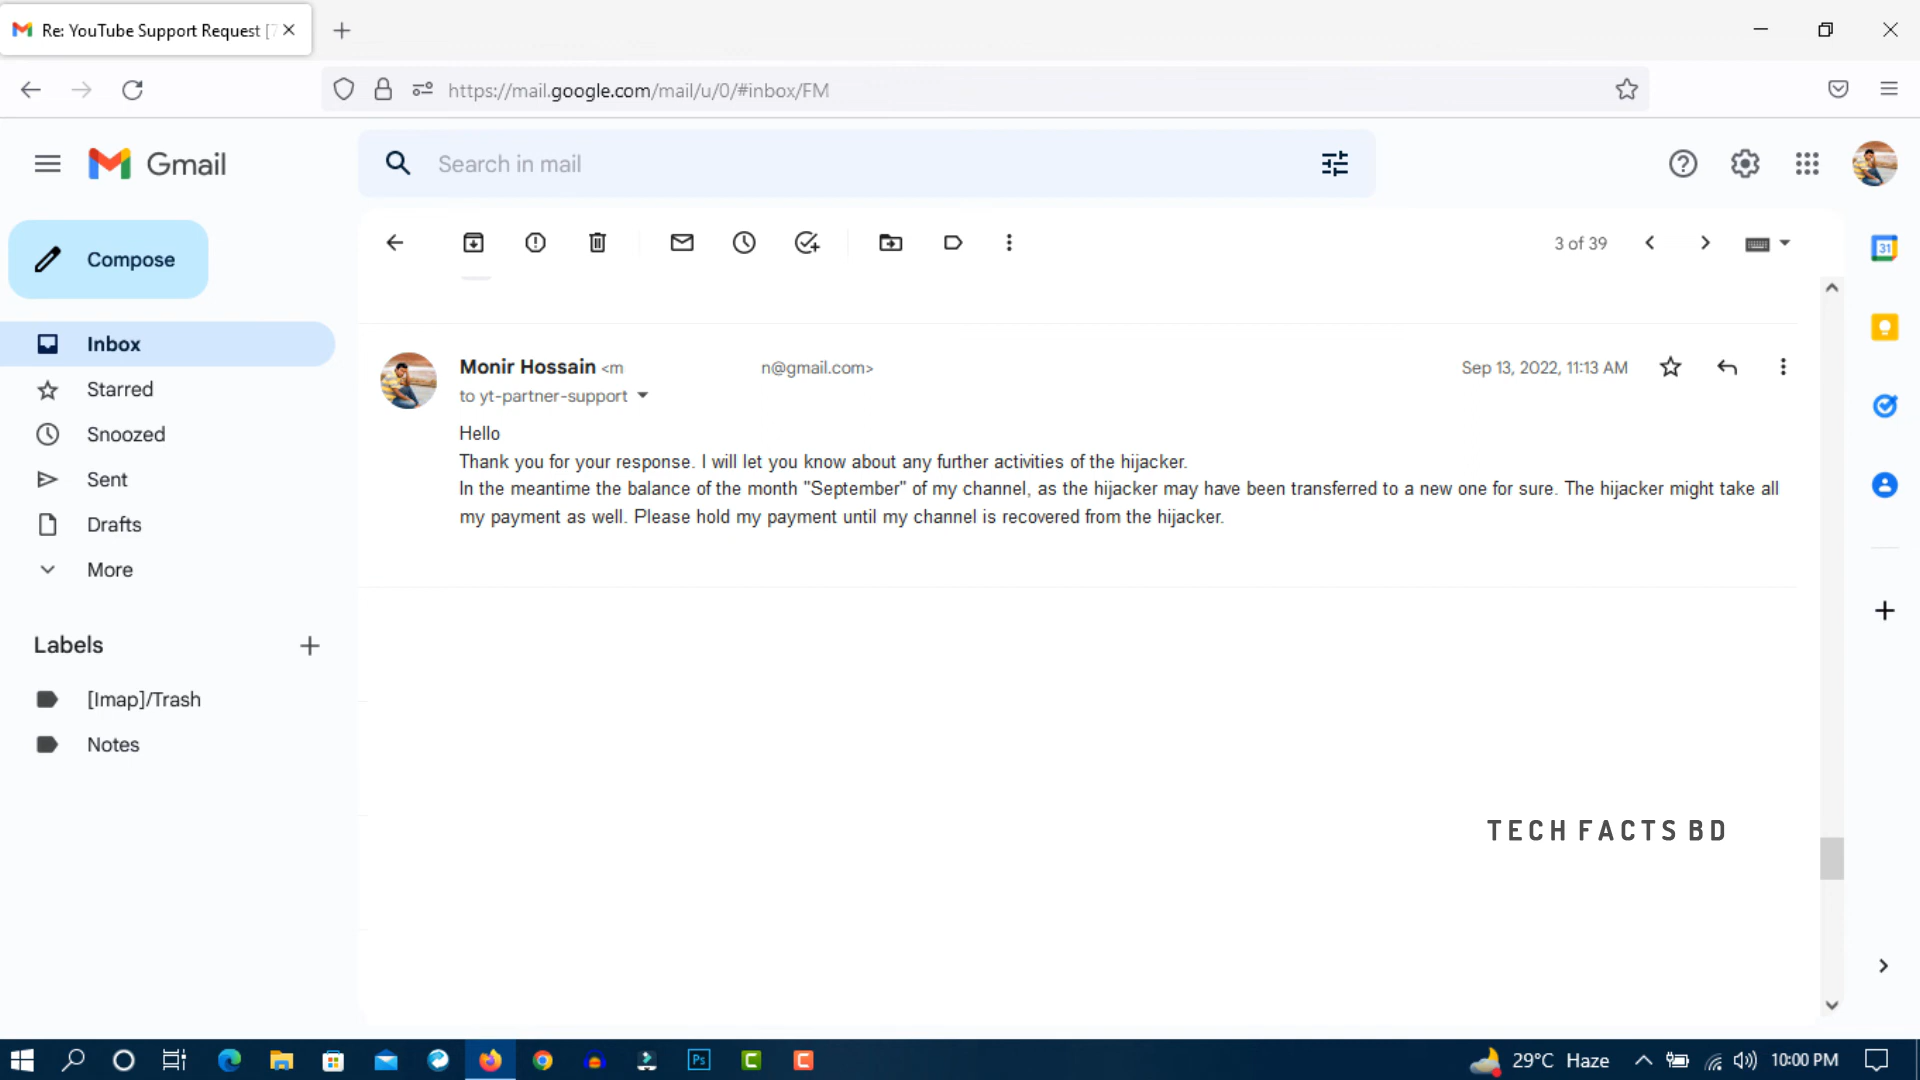 Re: YouTube Support Request [7
https://mail.google.com/mail/u/0/#inbox/FM
Gmail
Search in mail
Compose
3 of 39
31
Inbox
Starred
Snoozed
Sent
Drafts
More
Labels
[Imap]/Trash
Notes
Monir Hossain <m n@gmail.com>
Sep 13, 2022, 11:13 AM
to yt-partner-support
Hello
Thank you for your response. I will let you know about any further activities of the hijacker.
In the meantime the balance of the month "September" of my channel, as the hijacker may have been transferred to a new one for sure. The hijacker might take all
my payment as well. Please hold my payment until my channel is recovered from the hijacker.
TECH FACTS BD
Ps
C
C
29°C Haze
10:00 PM